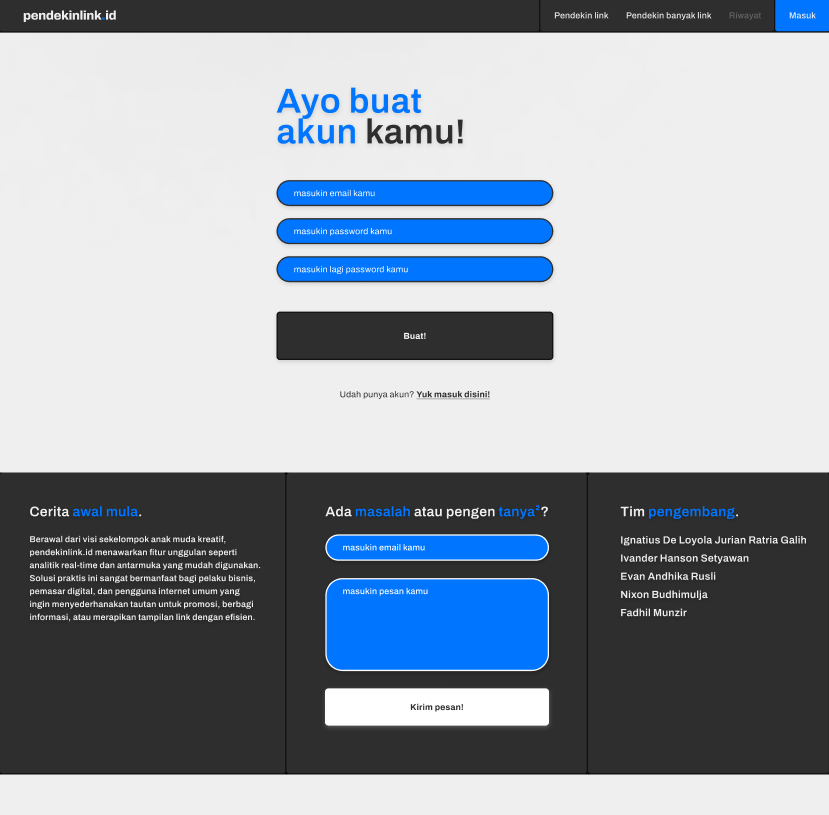 pendekinlink.id
Pendekin link
Pendekin banyak link
Riwayat
Masuk
Ayo buat
akun kamu!
masukin email kamu
masukin password kamu
masukin lagi password kamu
Buat!
Udah punya akun? Yuk masuk disini!
Cerita awal mula.
Berawal dari visi sekelompok anak muda kreatif,
pendekinlink.id menawarkan fitur unggulan seperti
analitik real-time dan antarmuka yang mudah digunakan.
Solusi praktis ini sangat bermanfaat bagi pelaku bisnis,
pemasar digital, dan pengguna internet umum yang
ingin menyederhanakan tautan untuk promosi, berbagi
informasi, atau merapikan tampilan link dengan efisien.
Ada masalah atau pengen tanya²?
masukin email kamu
masukin pesan kamu
Kirim pesan!
Tim pengembang.
Ignatius De Loyola Jurian Ratria Galih
Ivander Hanson Setyawan
Evan Andhika Rusli
Nixon Budhimulja
Fadhil Munzir